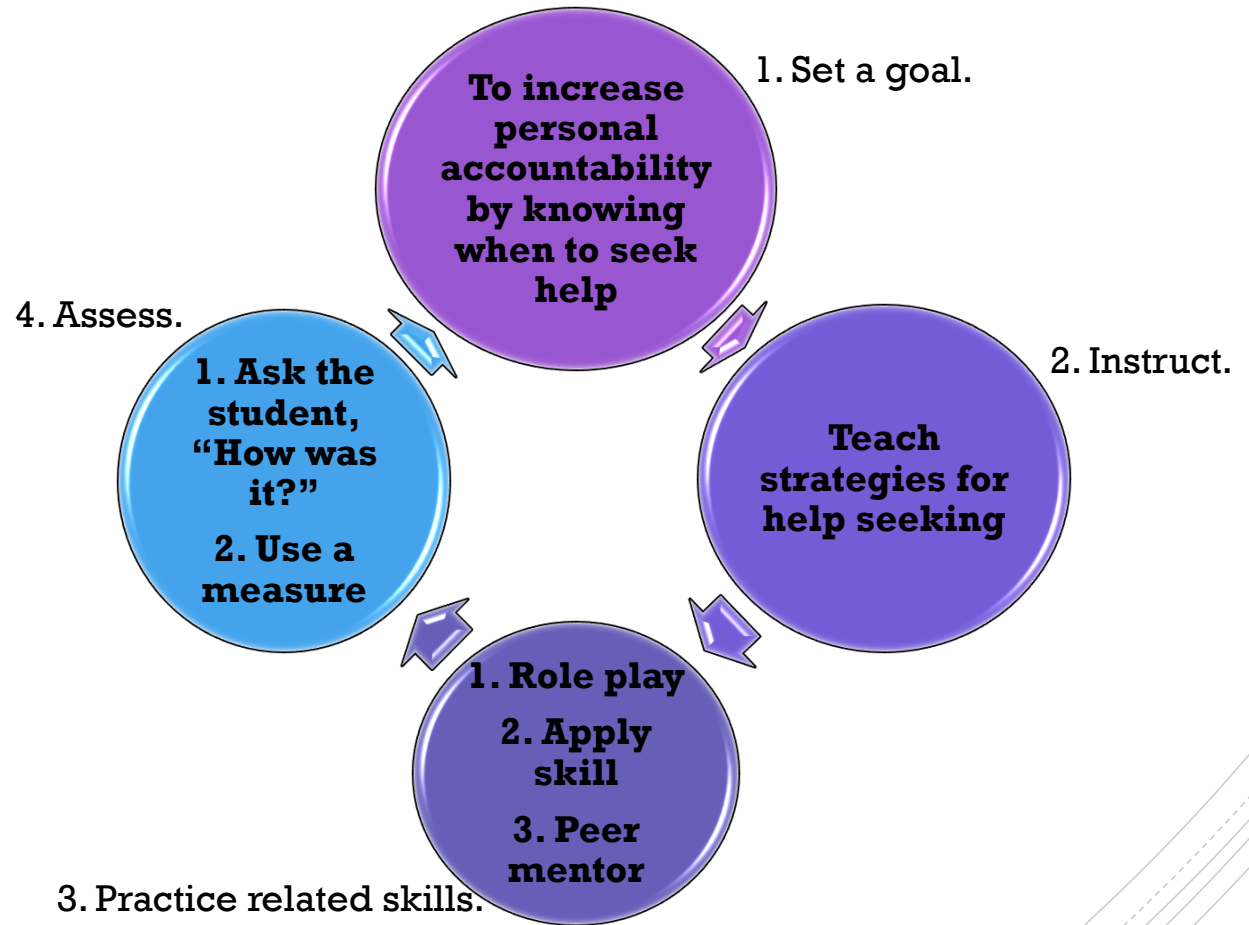 1. Set a goal.
To increase
personal
accountability
by knowing
when to seek
help
2. Instruct.
Teach
strategies for
help seeking
3. Practice related skills.
1. Role play
2. Apply
skill
3. Peer
mentor
4. Assess.
1. Ask the
student,
“How was
it?”
2. Use a
measure